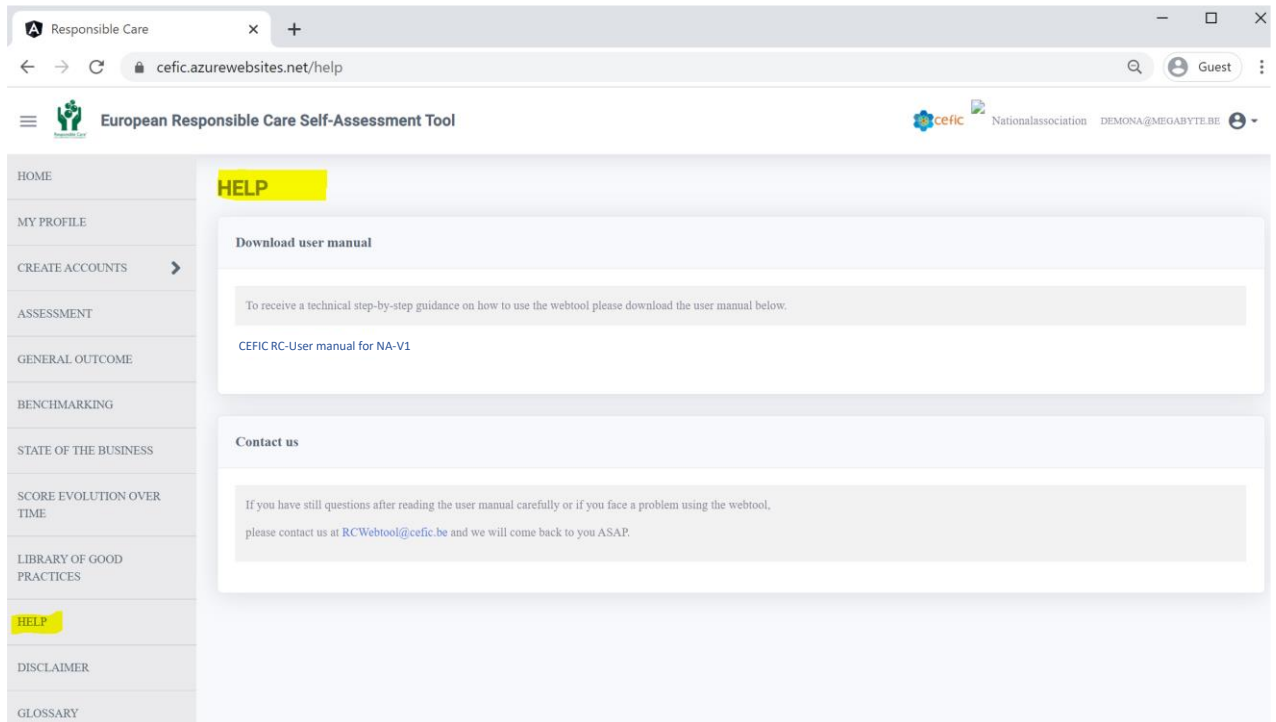 Responsible Care
cefic.azurewebsites.net/help
Guest
Responsible Care
European Responsible Care Self-Assessment Tool
cefic
Nationalassociation
DEMONA@MEGABYTE.BE
HOME
MY PROFILE
CREATE ACCOUNTS
ASSESSMENT
GENERAL OUTCOME
BENCHMARKING
STATE OF THE BUSINESS
SCORE EVOLUTION OVER
TIME
LIBRARY OF GOOD
PRACTICES
HELP
DISCLAIMER
GLOSSARY
HELP
Download user manual
To receive a technical step-by-step guidance on how to use the webtool please download the user manual below.
CEFIC RC-User manual for NA-V1
Contact us
If you have still questions after reading the user manual carefully or if you face a problem using the webtool,
please contact us at RCWebtool@cefic.be and we will come back to you ASAP.